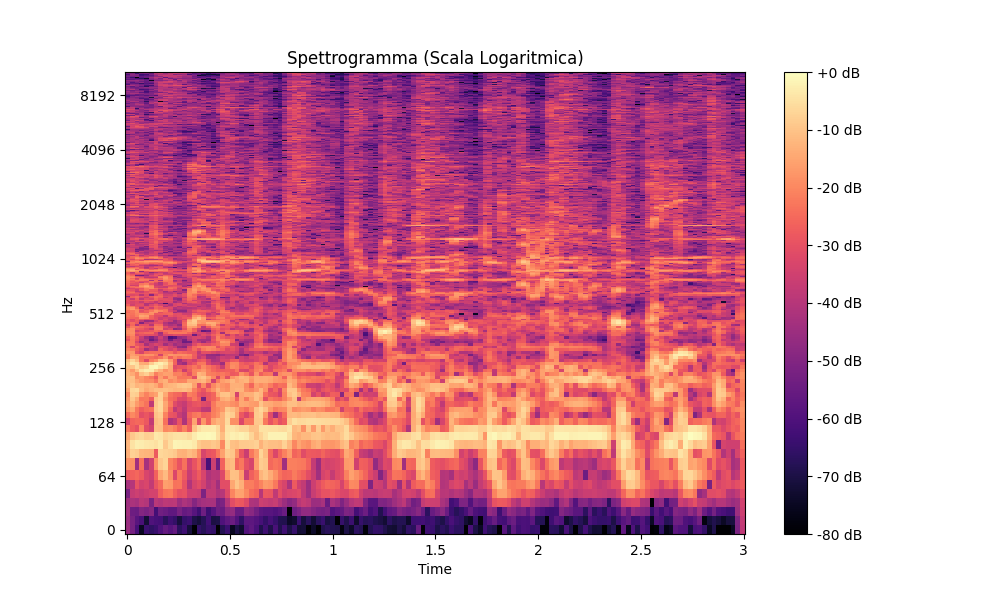 Spettrogramma (Scala Logaritmica)
+0 dB
8192
-10 dB
4096
-20 dB
2048
-30 dB
1024
Hz
-40 dB
512
-50 dB
256
-60 dB
128
-70 dB
64
0
-80 dB
0 0.5 1 1.5 2 2.5 3
Time